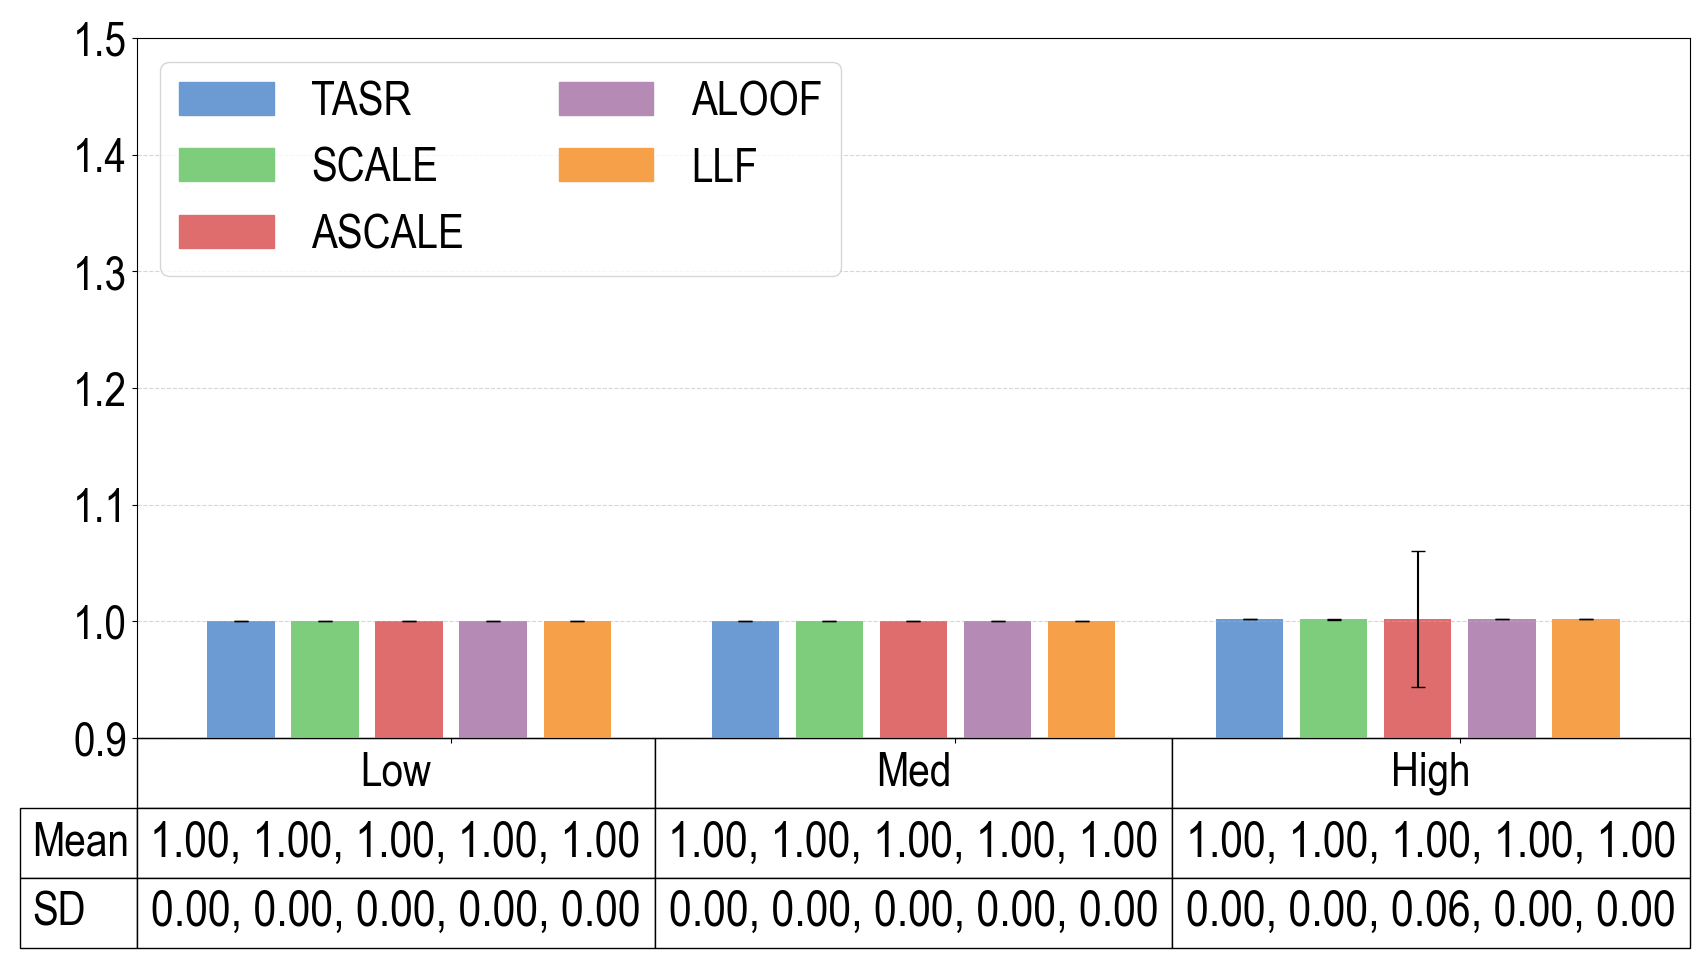 1.5
1.4
1.3
1.2
1.1
1.0
0.9
TASR
SCALE
ASCALE
ALOOF
LLF
Low Med High
Mean 1.00, 1.00, 1.00, 1.00, 1.00 1.00, 1.00, 1.00, 1.00, 1.00 1.00, 1.00, 1.00, 1.00, 1.00
SD 0.00, 0.00, 0.00, 0.00, 0.00 0.00, 0.00, 0.00, 0.00, 0.00 0.00, 0.00, 0.06, 0.00, 0.00